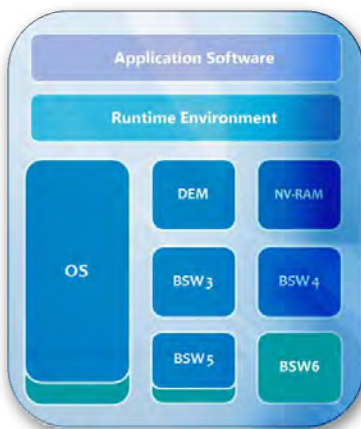 Application Software
Runtime Environment
DEM
NV-RAM
OS
BSW3
BSW4
BSW5
BSW6